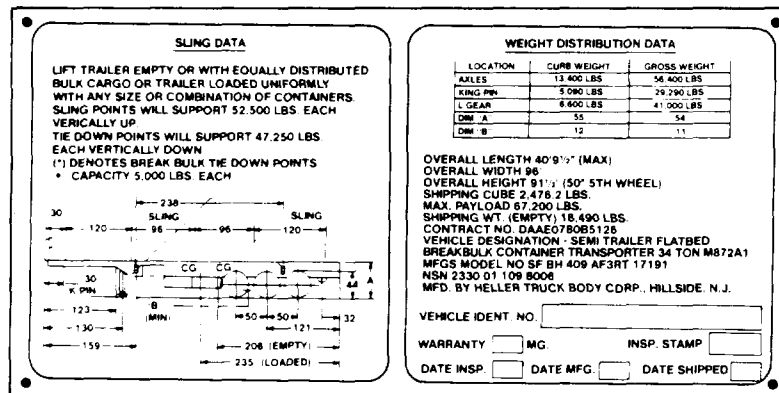 SLING DATA
LIFT TRAILER EMPTY OR WITH EQUALLY DISTRIBUTED
BULK CARGO OR TRAILER LOADED UNIFORMLY
WITH ANY SIZE OR COMBINATION OF CONTAINERS.
SLING POINTS WILL SUPPORT 52.500 LBS. EACH
VERICALLY UP.
TIE DOWN POINTS WILL SUPPORT 47.250 LBS.
EACH VERTICALLY DOWN
(*) DENOTES BREAK BULK TIE DOWN POINTS
* CAPACITY 5,000 LBS. EACH
238
30 SLING SLING
120 96 96 120
CG CG
30
K PIN
A
44
B
(MIN)
50 50
32
123
121
130
159
206 (EMPTY)
235 (LOADED)
WEIGHT DISTRIBUTION DATA
LOCATION CURB WEIGHT GROSS WEIGHT
AXLES 13.400 LBS 56.400 LBS
KING PIN 5.090 LBS 29.290 LBS
L GEAR 6.600 LBS 41.000 LBS
DIM "A" 55 54
DIM "B" 12 11
OVERALL LENGTH 40'9½" (MAX)
OVERALL WIDTH 96
OVERALL HEIGHT 91½' (50" 5TH WHEEL)
SHIPPING CUBE 2,476.2 LBS.
MAX. PAYLOAD 67,200 LBS.
SHIPPING WT. (EMPTY) 18,490 LBS.
CONTRACT NO. DAAE0780B5126
VEHICLE DESIGNATION - SEMI TRAILER FLATBED
BREAKBULK CONTAINER TRANSPORTER 34 TON M872A1
MFGS MODEL NO SF BH 409 AF3RT 17191
NSN 2330 01 109 8006
MFD. BY HELLER TRUCK BODY CORP., HILLSIDE, N.J.
VEHICLE IDENT. NO.
WARRANTY MG. INSP. STAMP
DATE INSP. DATE MFG. DATE SHIPPED